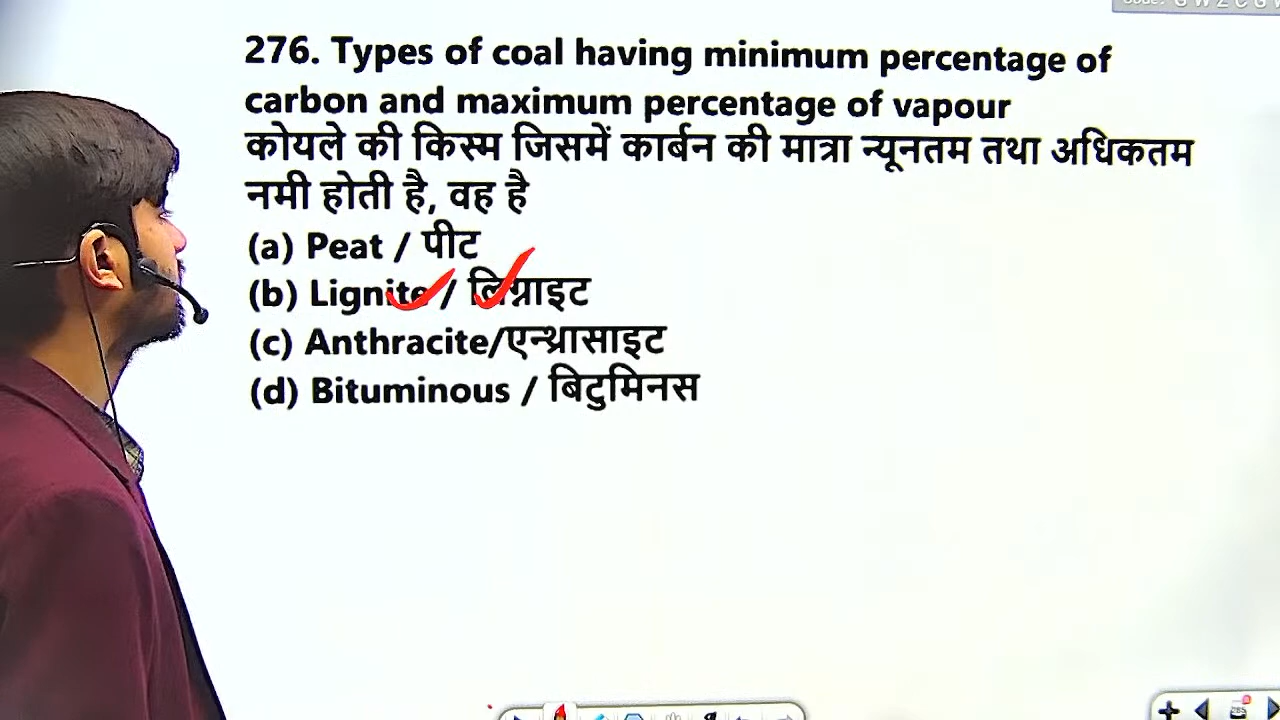 276. Types of coal having minimum percentage of
carbon and maximum percentage of vapour
कोयले की किस्म जिसमें कार्बन की मात्रा न्यूनतम तथा अधिकतम
नमी होती है, वह है
(a) Peat / पीट
(b) Lignite / लिग्नाइट
(c) Anthracite/एन्थ्रासाइट
(d) Bituminous / बिटुमिनस